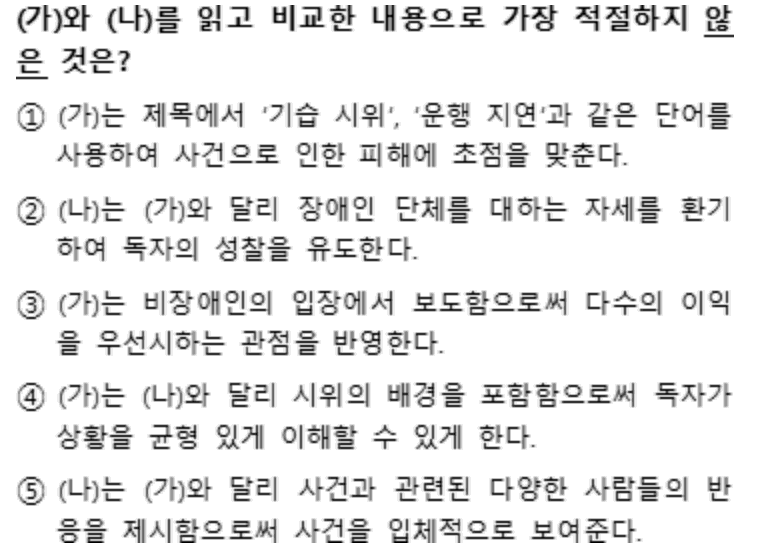 (가)와 (나)를 읽고 비교한 내용으로 가장 적절하지 않
은 것은?
① (가)는 제목에서 '기습 시위', '운행 지연'과 같은 단어를
사용하여 사건으로 인한 피해에 초점을 맞춘다.
② (나)는 (가)와 달리 장애인 단체를 대하는 자세를 환기
하여 독자의 성찰을 유도한다.
③ (가)는 비장애인의 입장에서 보도함으로써 다수의 이익
을 우선시하는 관점을 반영한다.
④ (가)는 (나)와 달리 시위의 배경을 포함함으로써 독자가
상황을 균형 있게 이해할 수 있게 한다.
⑤ (나)는 (가)와 달리 사건과 관련된 다양한 사람들의 반
응을 제시함으로써 사건을 입체적으로 보여준다.